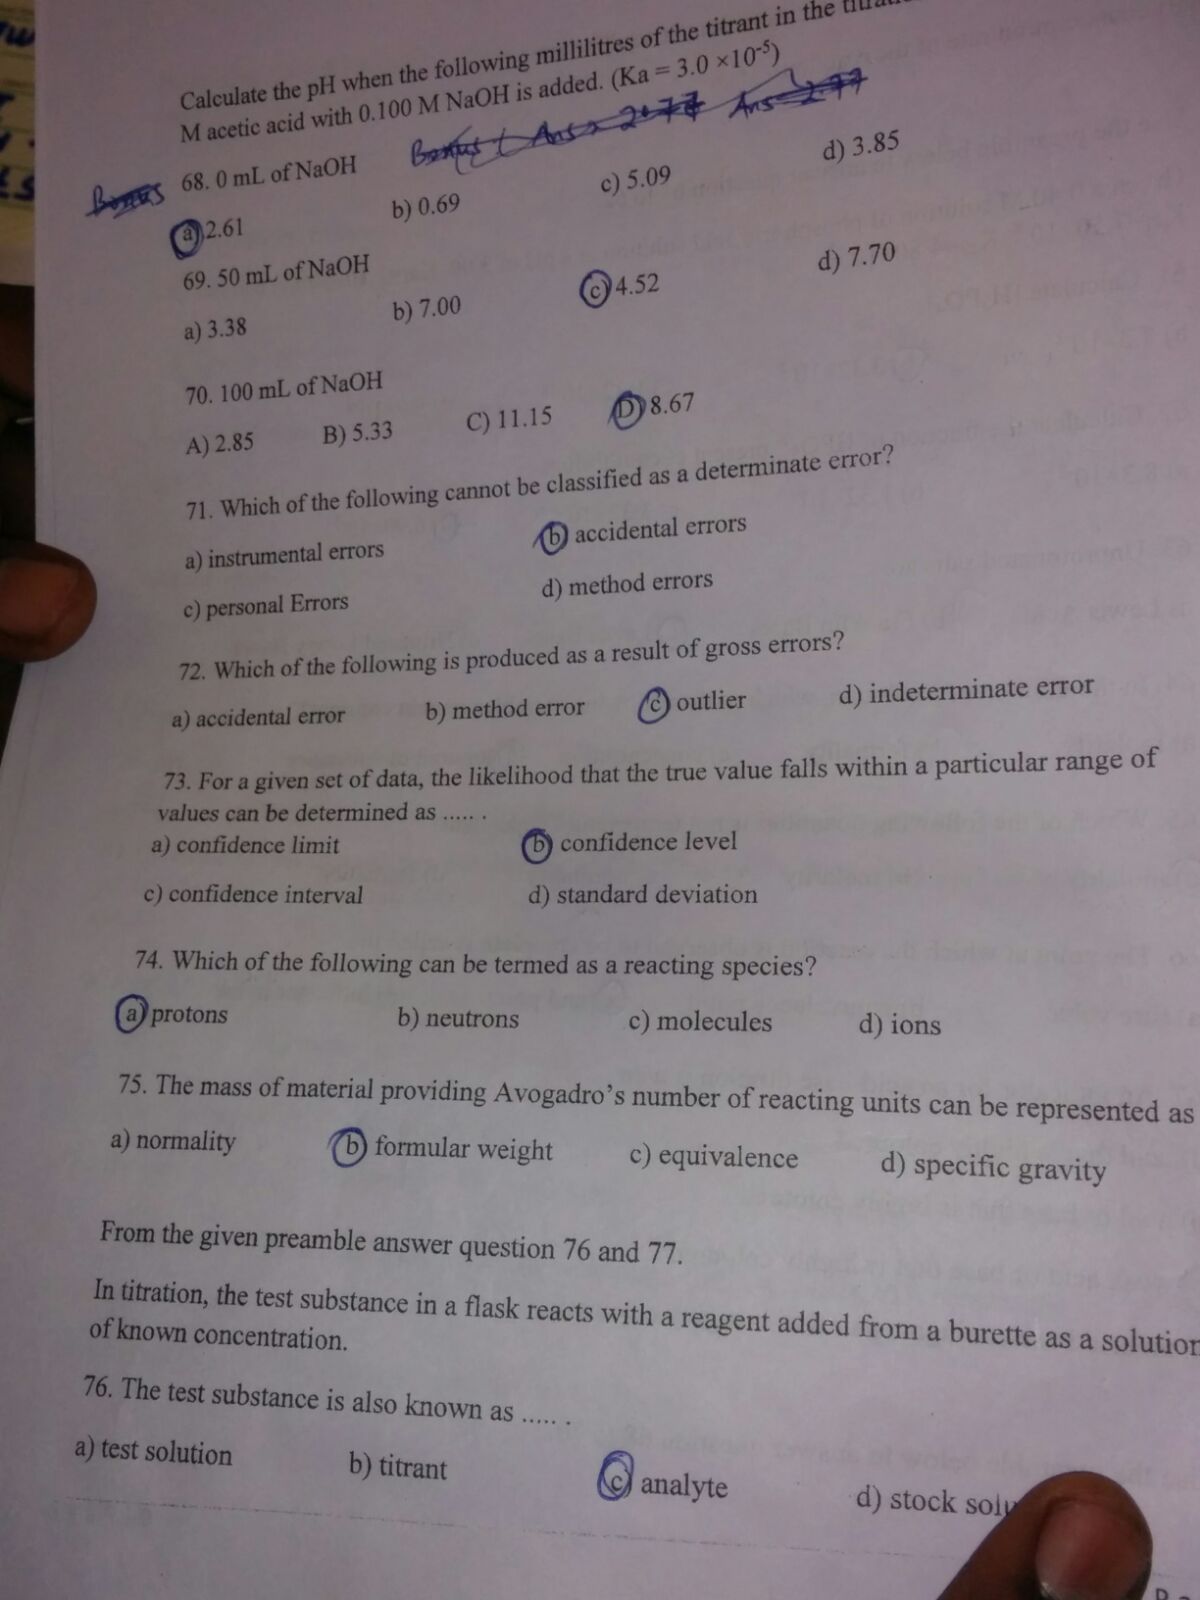 Calculate the pH when the following millilitres of the titrant in the
M acetic acid with 0.100 M NaOH is added. (Ka = 3.0 ×10⁻⁵)
Bonus (Ans = 2.77 Ans 2.77
Bonus 68. 0 mL of NaOH
a) 2.61 b) 0.69 c) 5.09 d) 3.85
69. 50 mL of NaOH
a) 3.38 b) 7.00 c) 4.52 d) 7.70
70. 100 mL of NaOH
A) 2.85 B) 5.33 C) 11.15 D) 8.67
71. Which of the following cannot be classified as a determinate error?
a) instrumental errors b) accidental errors
c) personal Errors d) method errors
72. Which of the following is produced as a result of gross errors?
a) accidental error b) method error c) outlier d) indeterminate error
73. For a given set of data, the likelihood that the true value falls within a particular range of
values can be determined as ..... .
a) confidence limit b) confidence level
c) confidence interval d) standard deviation
74. Which of the following can be termed as a reacting species?
a) protons b) neutrons c) molecules d) ions
75. The mass of material providing Avogadro's number of reacting units can be represented as
a) normality b) formular weight c) equivalence d) specific gravity
From the given preamble answer question 76 and 77.
In titration, the test substance in a flask reacts with a reagent added from a burette as a solution
of known concentration.
76. The test substance is also known as ..... .
a) test solution b) titrant c) analyte d) stock